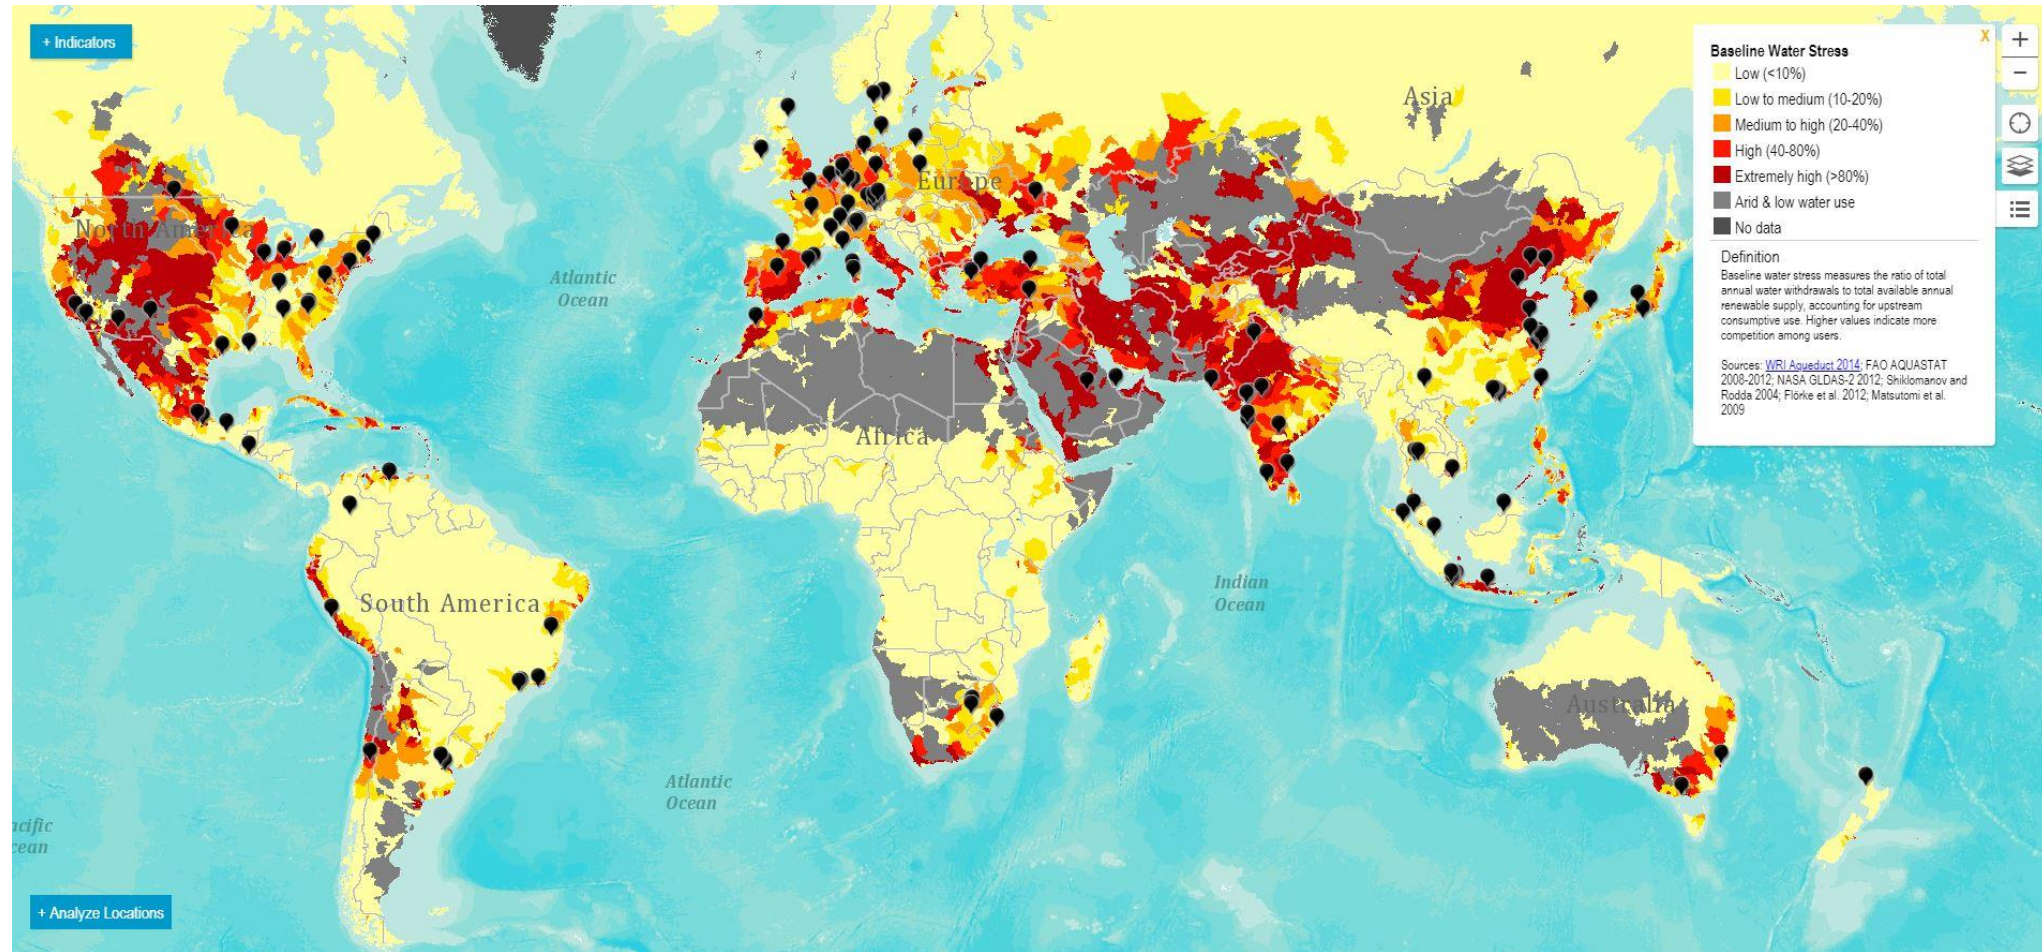 + Indicators
Asia
Europe
North America
Atlantic
Ocean
Africa
South America
Indian
Ocean
Australia
Atlantic
Ocean
acific
cean
+ Analyze Locations
X
Baseline Water Stress
Low (<10%)
Low to medium (10-20%)
Medium to high (20-40%)
High (40-80%)
Extremely high (>80%)
Arid & low water use
No data
Definition
Baseline water stress measures the ratio of total
annual water withdrawals to total available annual
renewable supply, accounting for upstream
consumptive use. Higher values indicate more
competition among users.
Sources: WRI Aqueduct 2014; FAO AQUASTAT
2008-2012; NASA GLDAS-2 2012; Shiklomanov and
Rodda 2004; Flörke et al. 2012; Matsutomi et al.
2009
+
−